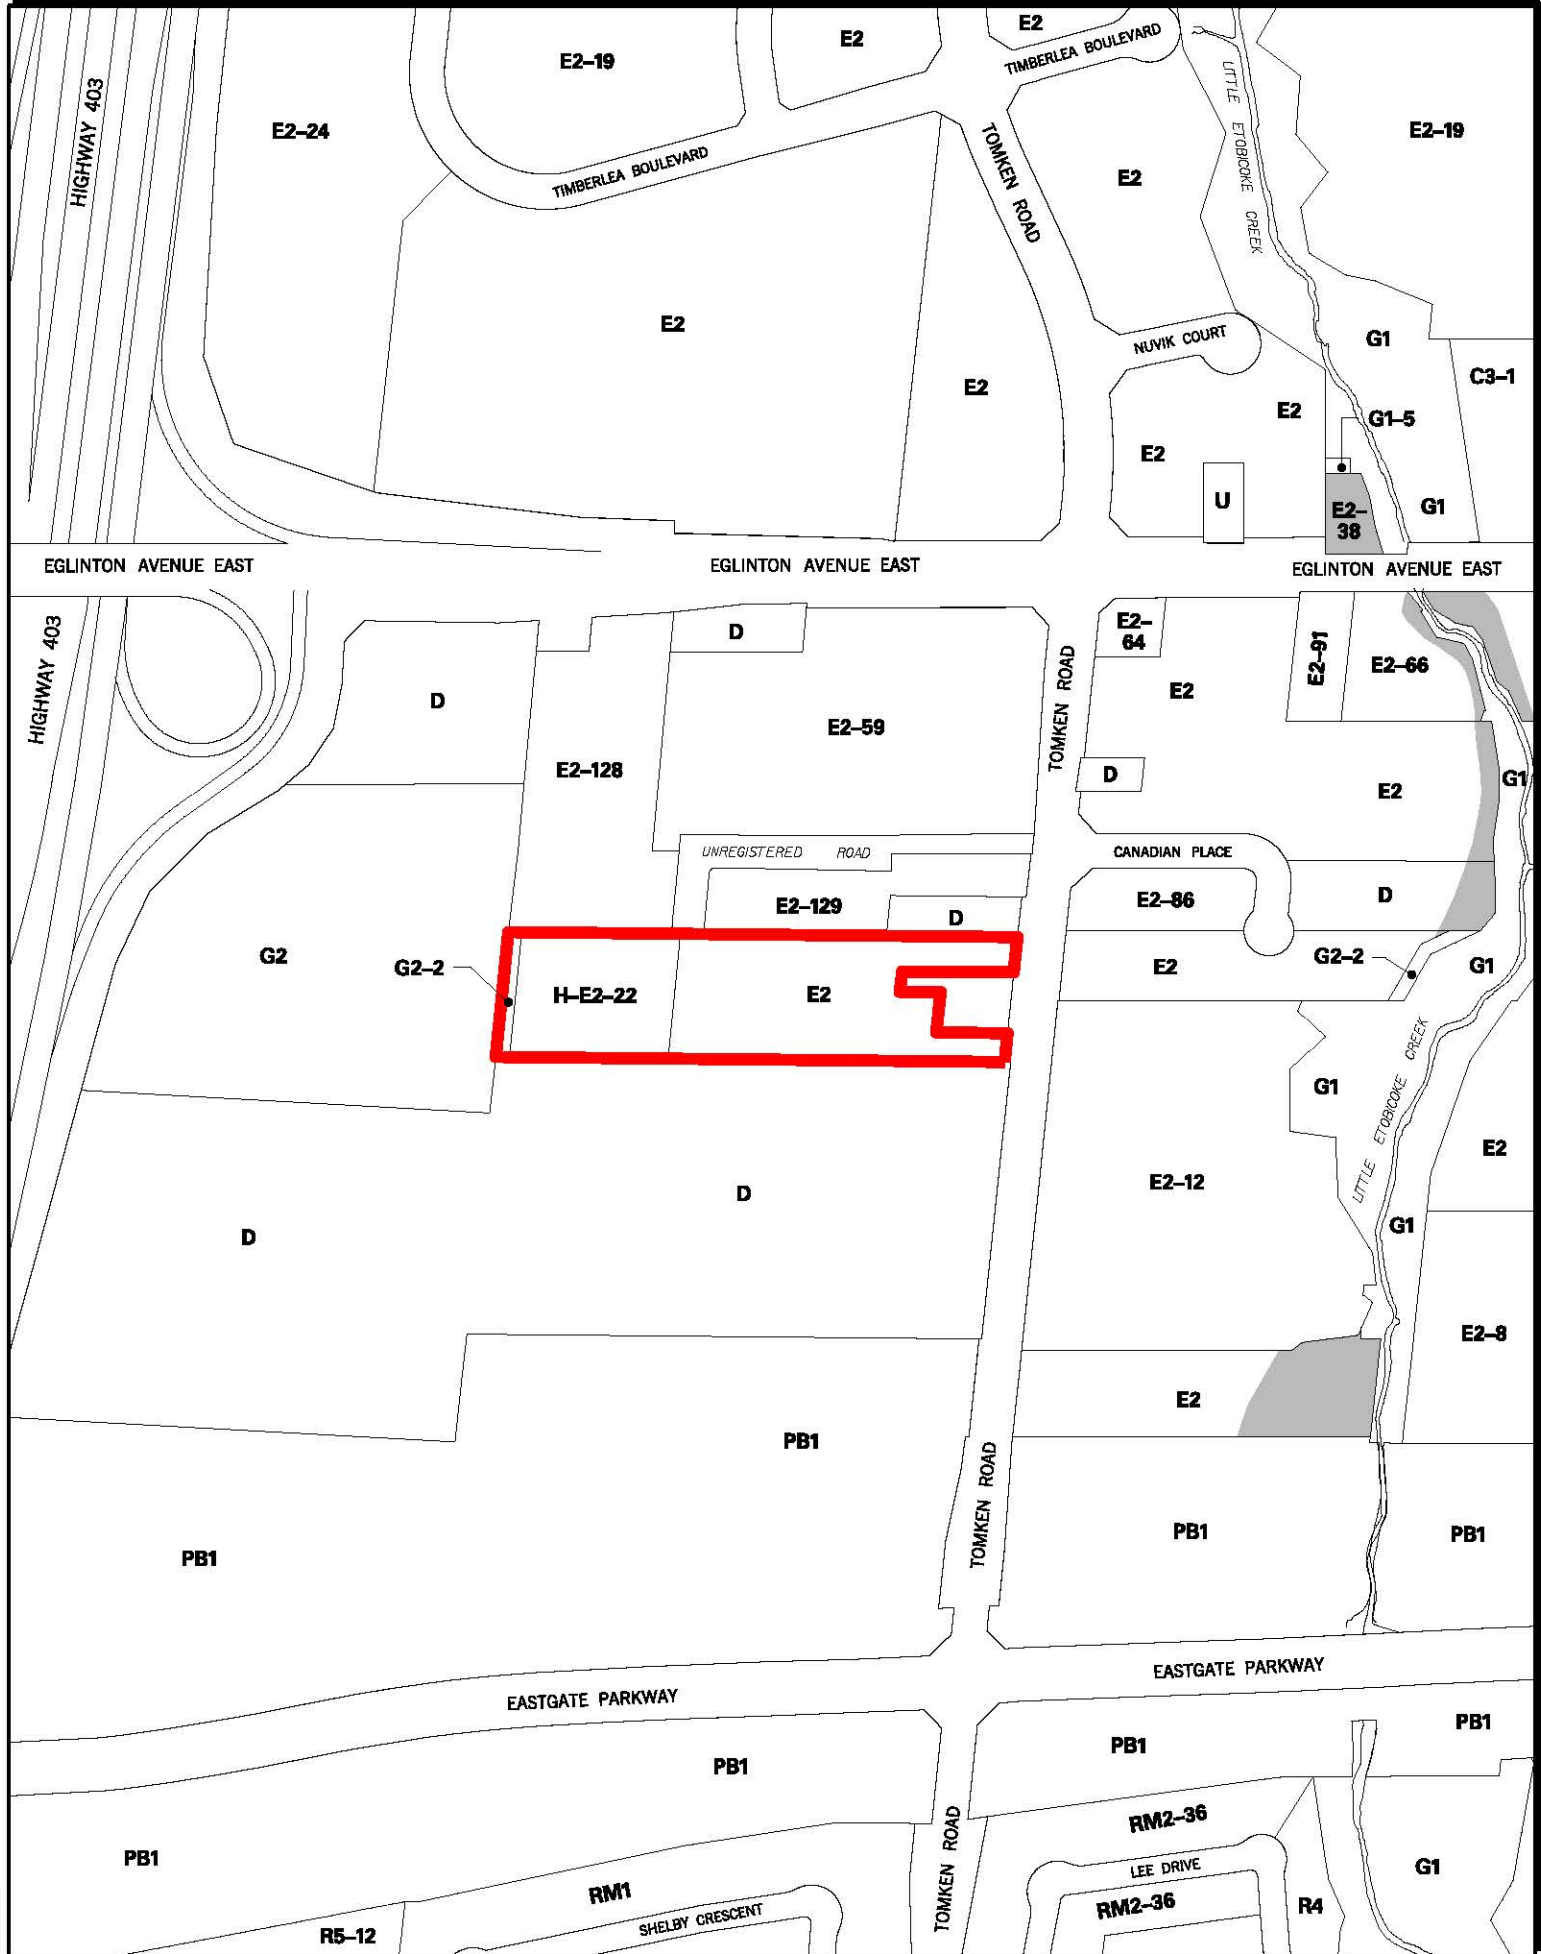 E2
E2
E2–19
TIMBERLEA BOULEVARD
HIGHWAY 403
E2–24
LITTLE ETOBICOKE CREEK
E2–19
TIMBERLEA BOULEVARD
TOMKEN ROAD
E2
E2
NUVIK COURT
G1
C3–1
E2
E2
G1–5
E2
U
E2–
38
G1
EGLINTON AVENUE EAST
EGLINTON AVENUE EAST
EGLINTON AVENUE EAST
HIGHWAY 403
D
E2–
64
E2–91
E2–66
TOMKEN ROAD
D
E2
E2–59
E2–128
D
E2
G1
UNREGISTERED ROAD
CANADIAN PLACE
E2–129
D
E2–86
D
G2
G2–2
H–E2–22
E2
E2
G2–2
G1
LITTLE ETOBICOKE CREEK
G1
E2
E2–12
D
D
G1
E2–8
E2
PB1
TOMKEN ROAD
PB1
PB1
PB1
EASTGATE PARKWAY
EASTGATE PARKWAY
PB1
PB1
PB1
PB1
RM2–36
TOMKEN ROAD
LEE DRIVE
G1
RM1
RM2–36
R4
SHELBY CRESCENT
R5–12